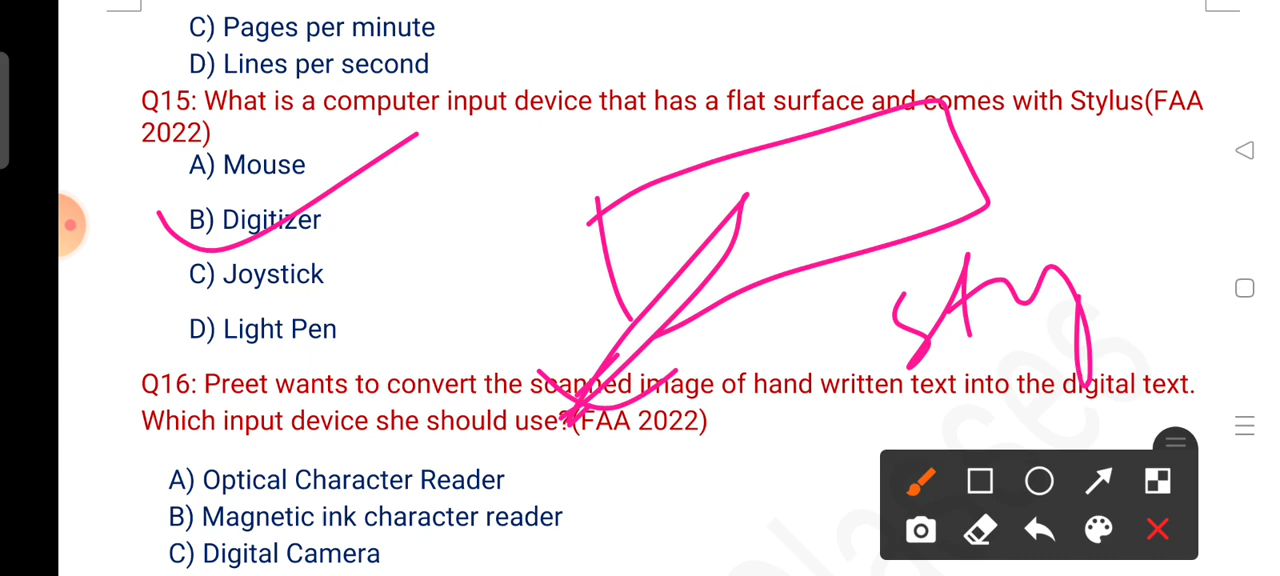 C) Pages per minute
D) Lines per second
Q15: What is a computer input device that has a flat surface and comes with Stylus(FAA
2022)
A) Mouse
B) Digitizer
C) Joystick
D) Light Pen
sty
Q16: Preet wants to convert the scanned image of hand written text into the digital text.
Which input device she should use?(FAA 2022)
A) Optical Character Reader
B) Magnetic ink character reader
C) Digital Camera